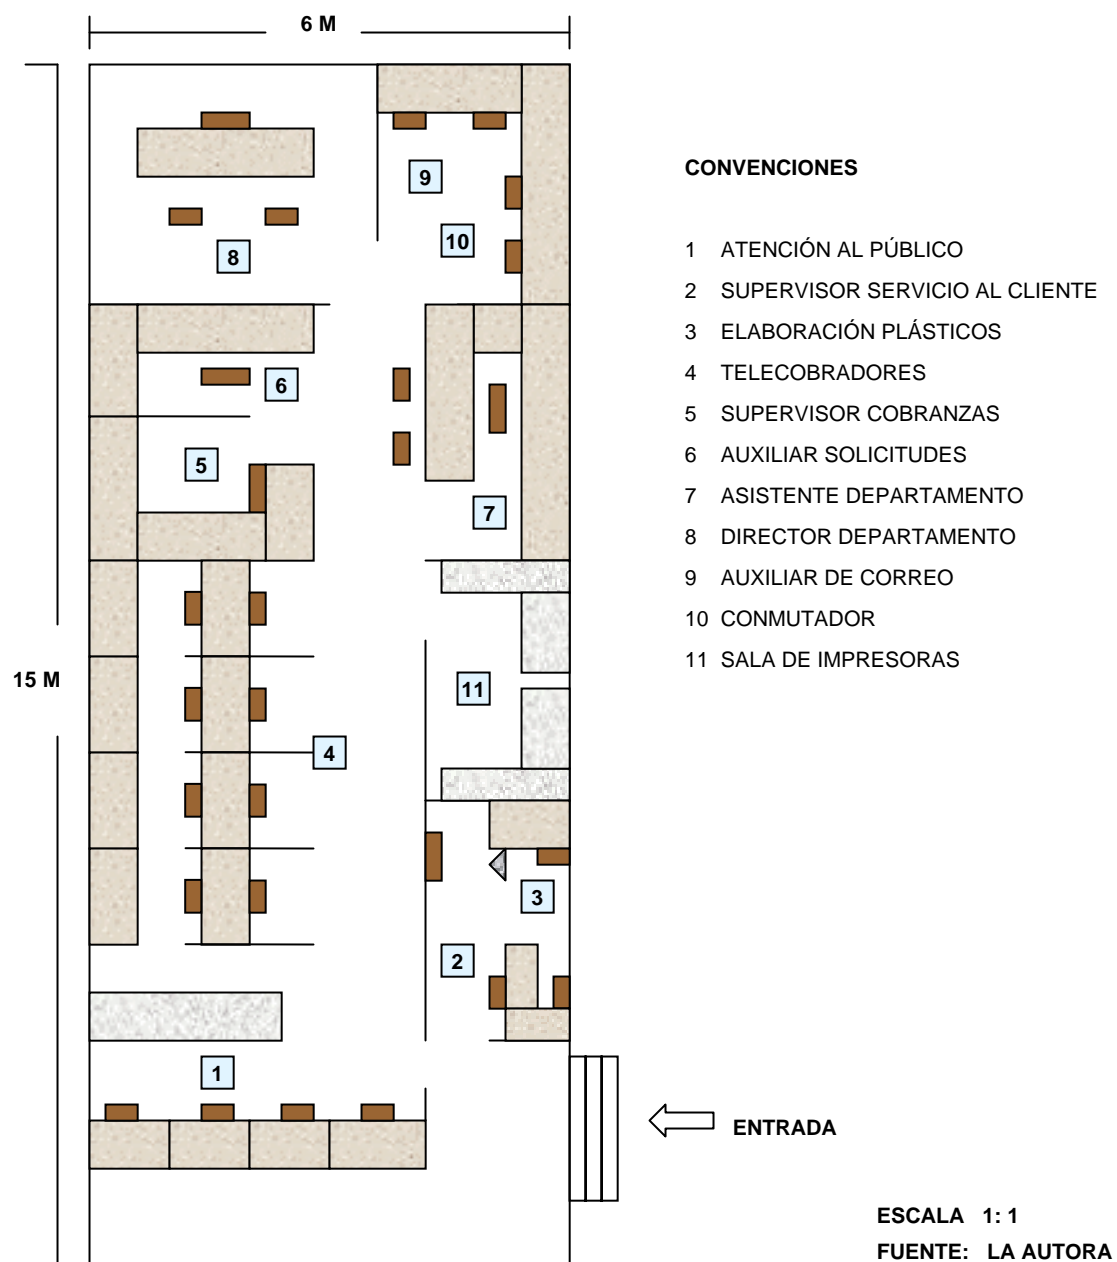 6 M
CONVENCIONES
9
10
8
1 ATENCIÓN AL PÚBLICO
2 SUPERVISOR SERVICIO AL CLIENTE
3 ELABORACIÓN PLÁSTICOS
4 TELECOBRADORES
5 SUPERVISOR COBRANZAS
6 AUXILIAR SOLICITUDES
7 ASISTENTE DEPARTAMENTO
8 DIRECTOR DEPARTAMENTO
9 AUXILIAR DE CORREO
10 CONMUTADOR
11 SALA DE IMPRESORAS
6
5
7
15 M
11
4
3
2
1
ENTRADA
ESCALA 1: 1
FUENTE: LA AUTORA